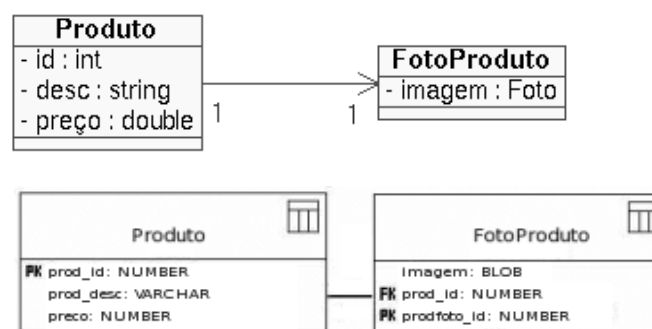 Produto
- id : int
- desc : string
- preço : double
1
1
FotoProduto
- imagem : Foto
Produto
PK prod_id: NUMBER
prod_desc: VARCHAR
preco: NUMBER
FotoProduto
Imagem: BLOB
FK prod_id: NUMBER
PK prodfoto_id: NUMBER